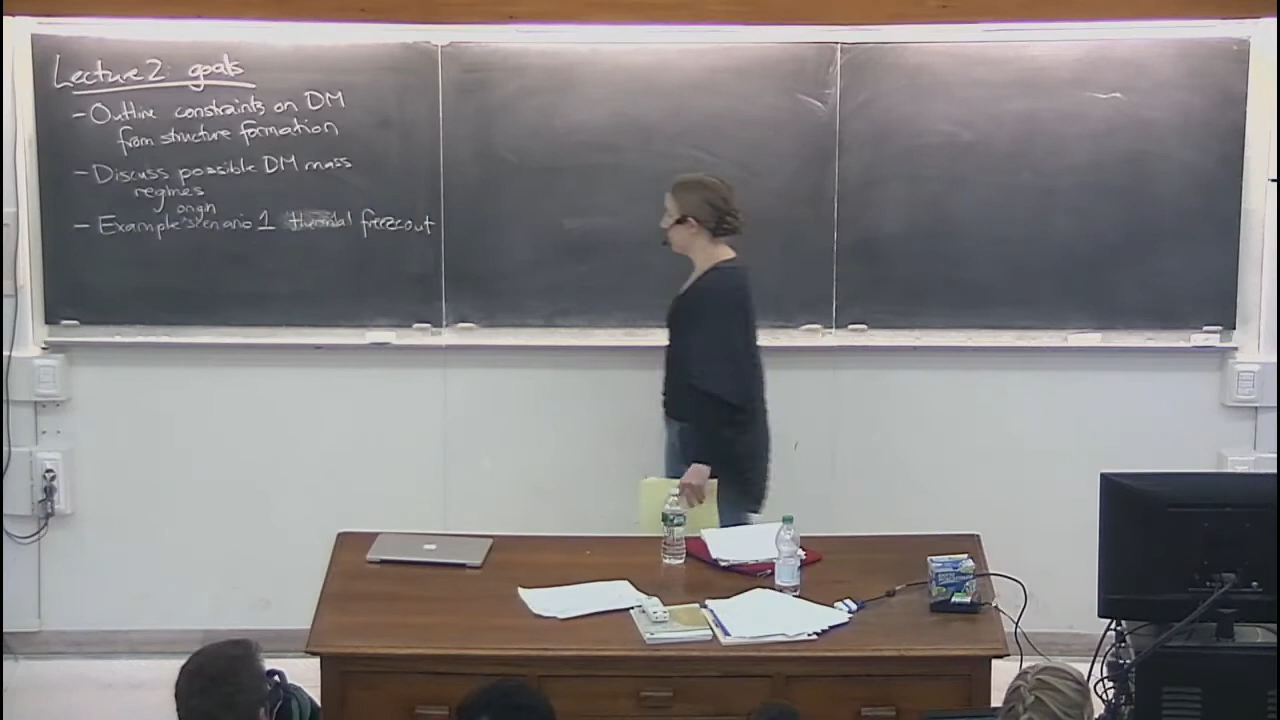 Lecture 2: goals
- Outline constraints on DM
from structure formation
- Discuss possible DM mass
regimes
origin
- Example scenario 1 thermal freezeout